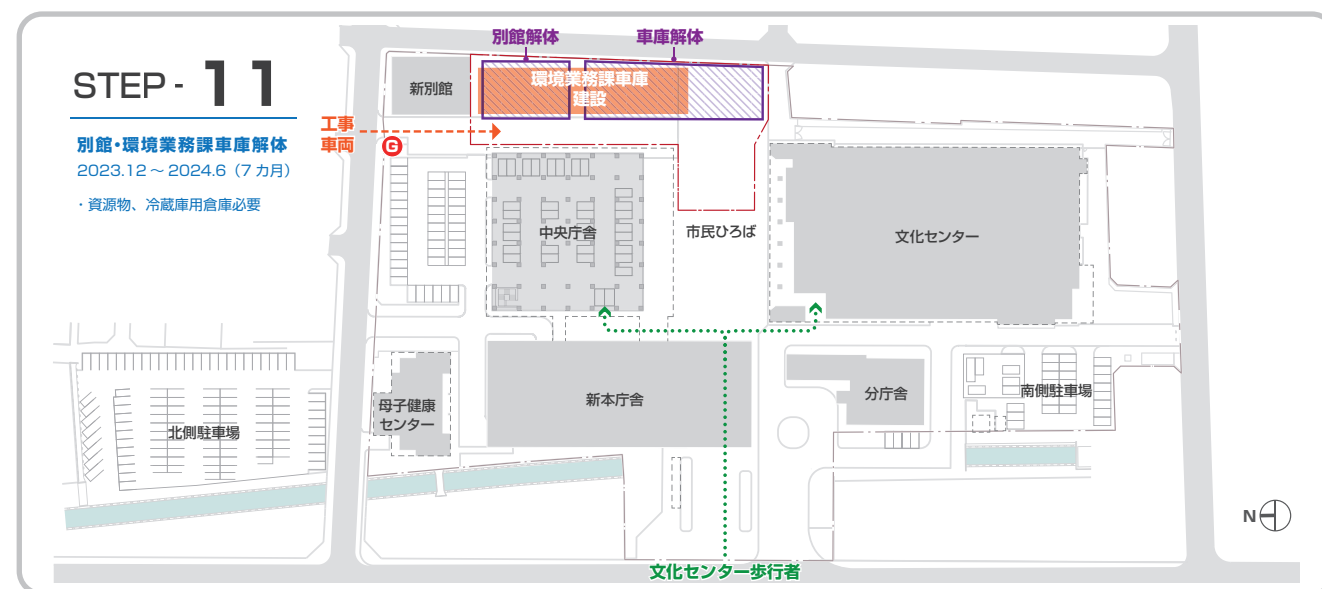 STEP - 11
別館・環境業務課車庫解体
2023.12～2024.6（7カ月）
・資源物、冷蔵庫用倉庫必要
別館解体
車庫解体
新別館
環境業務課車庫
建設
工事
車両
G
中央庁舎
市民ひろば
文化センター
北側駐車場
母子健康
センター
新本庁舎
分庁舎
南側駐車場
N
文化センター歩行者